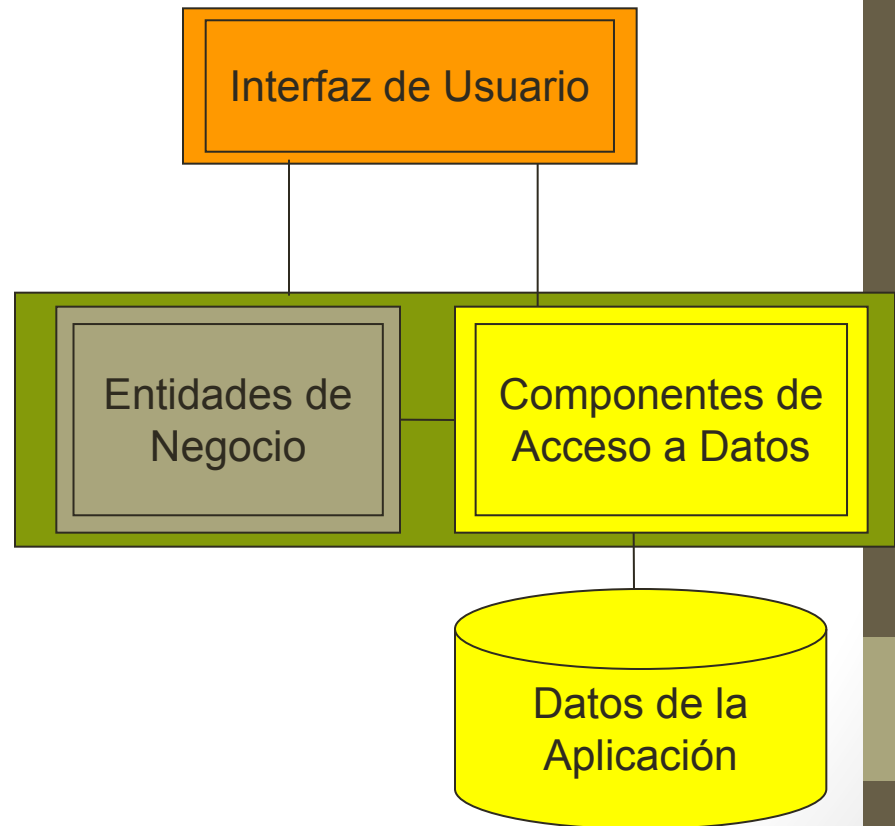 Interfaz de Usuario
Entidades de
Negocio
Componentes de
Acceso a Datos
Datos de la
Aplicación